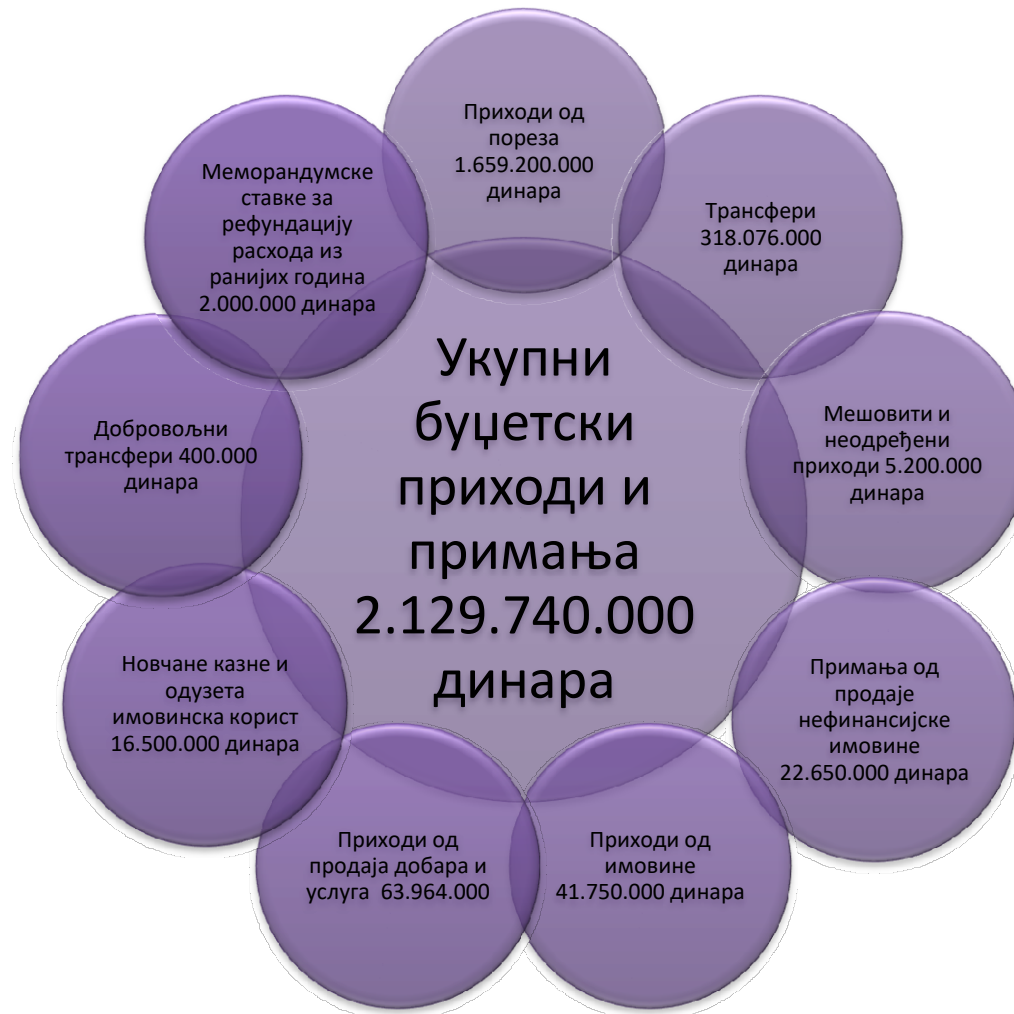 Приходи од
пореза
1.659.200.000
динара
Трансфери
318.076.000
динара
Мешовити и
неодређени
приходи 5.200.000
динара
Примања од
продаје
нефинансијске
имовине
22.650.000 динара
Приходи од
имовине
41.750.000 динара
Приходи од
продаја добара и
услуга 63.964.000
Новчане казне и
одузета
имовинска корист
16.500.000 динара
Добровољни
трансфери 400.000
динара
Меморандумске
ставке за
рефундацију
расхода из
ранијих година
2.000.000 динара
Укупни
буџетски
приходи и
примања
2.129.740.000
динара